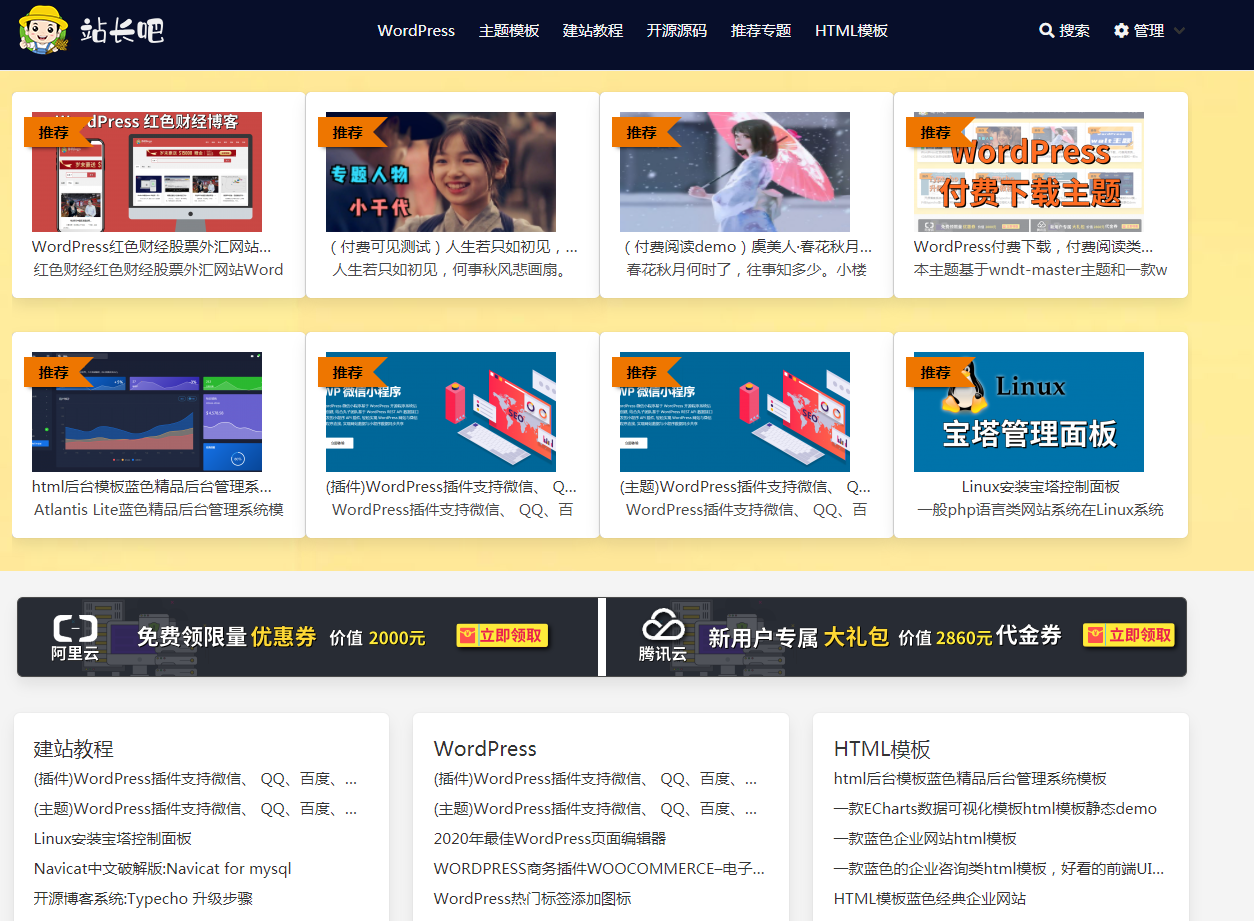 站长吧
WordPress 主题模板 建站教程 开源源码 推荐专题 HTML模板
搜索 管理
推荐
WordPress 红色财经博客
WordPress红色财经股票外汇网站...
红色财经红色财经股票外汇网站Word
推荐
专题人物
小千代
（付费可见测试）人生若只如初见，...
人生若只如初见，何事秋风悲画扇。
推荐
（付费阅读demo）虞美人·春花秋月...
春花秋月何时了，往事知多少。小楼
推荐
WordPress
付费下载主题
WordPress付费下载，付费阅读类...
本主题基于wndt-master主题和一款w
推荐
html后台模板蓝色精品后台管理系...
Atlantis Lite蓝色精品后台管理系统模
推荐
WP 微信小程序
SEO
(插件)WordPress插件支持微信、 Q...
WordPress插件支持微信、 QQ、百
推荐
WP 微信小程序
SEO
(主题)WordPress插件支持微信、 Q...
WordPress插件支持微信、 QQ、百
推荐
Linux
宝塔管理面板
Linux安装宝塔控制面板
一般php语言类网站系统在Linux系统
阿里云
免费领限量 优惠券 价值 2000元 立即领取
腾讯云
新用户专属 大礼包 价值 2860元 代金券 立即领取
建站教程
(插件)WordPress插件支持微信、 QQ、百度、...
(主题)WordPress插件支持微信、 QQ、百度、...
Linux安装宝塔控制面板
Navicat中文破解版:Navicat for mysql
开源博客系统:Typecho 升级步骤
WordPress
(插件)WordPress插件支持微信、 QQ、百度、...
(主题)WordPress插件支持微信、 QQ、百度、...
2020年最佳WordPress页面编辑器
WORDPRESS商务插件WOOCOMMERCE–电子...
WordPress热门标签添加图标
HTML模板
html后台模板蓝色精品后台管理系统模板
一款ECharts数据可视化模板html模板静态demo
一款蓝色企业网站html模板
一款蓝色的企业咨询类html模板，好看的前端UI...
HTML模板蓝色经典企业网站